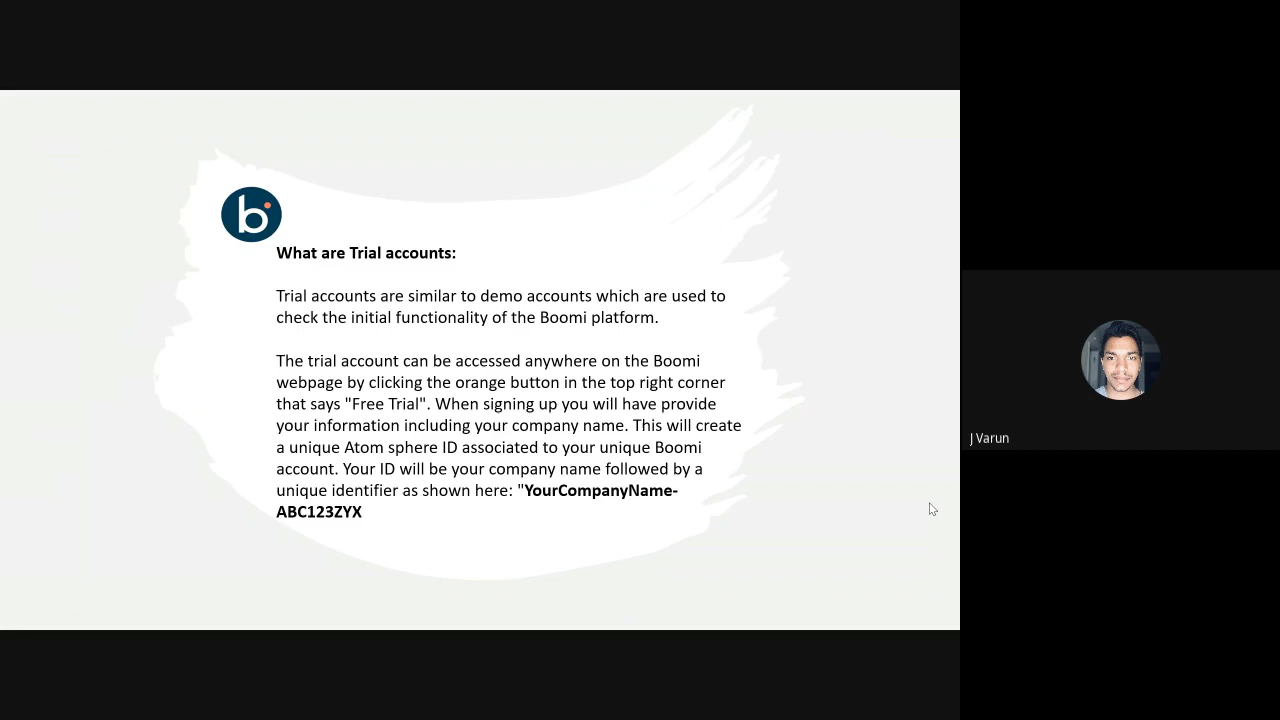 b
What are Trial accounts:
Trial accounts are similar to demo accounts which are used to
check the initial functionality of the Boomi platform.
The trial account can be accessed anywhere on the Boomi
webpage by clicking the orange button in the top right corner
that says "Free Trial". When signing up you will have provide
your information including your company name. This will create
a unique Atom sphere ID associated to your unique Boomi
account. Your ID will be your company name followed by a
unique identifier as shown here: "YourCompanyName-
ABC123ZYX
J Varun